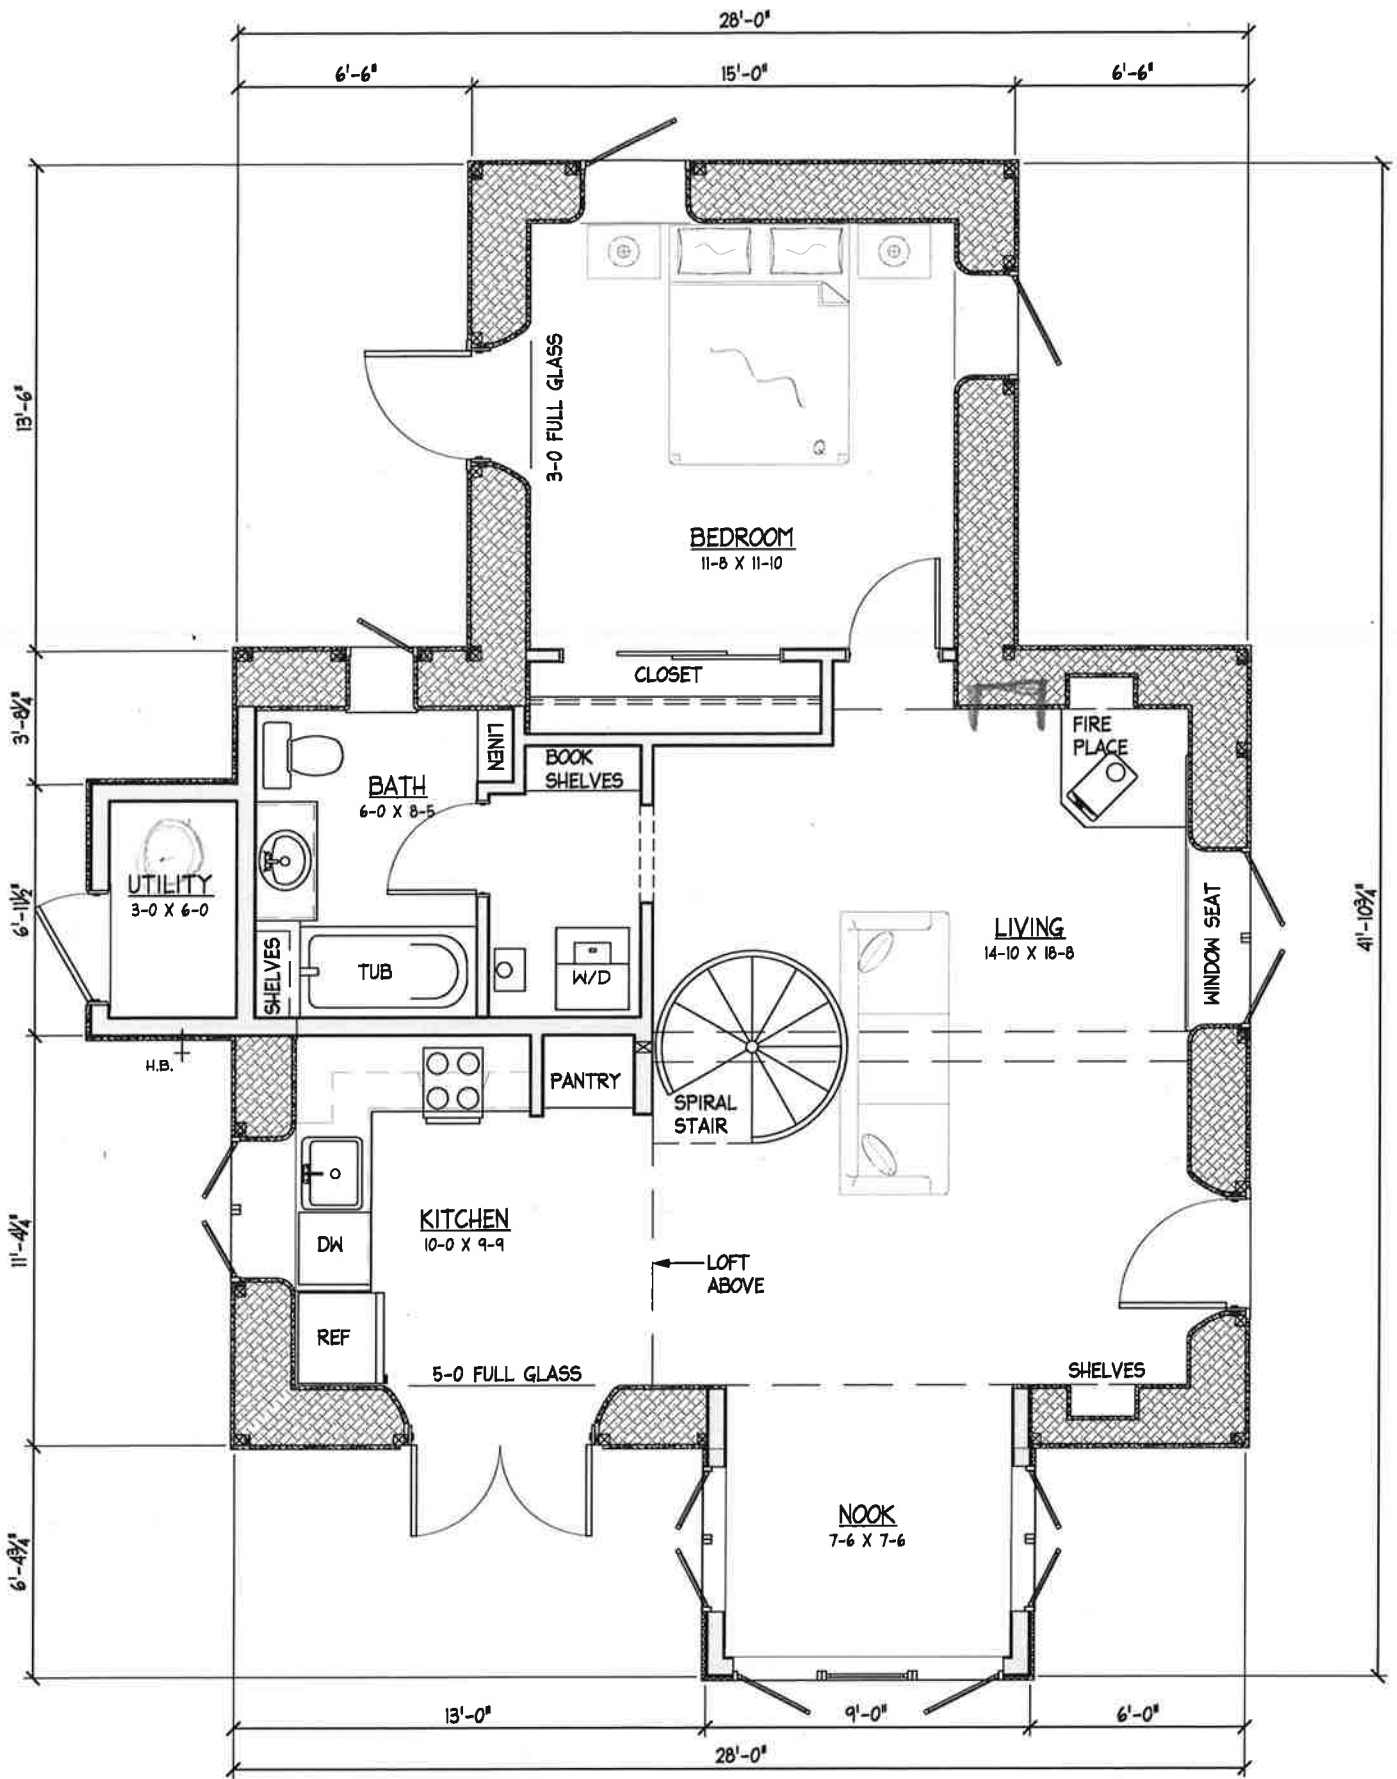 28'-0"
6'-6"
15'-0"
6'-6"
13'-6"
3-0 FULL GLASS
BEDROOM
11-8 X 11-10
CLOSET
3'-8¼"
LINEN
BOOK
SHELVES
FIRE
PLACE
BATH
6-0 X 8-5
UTILITY
3-0 X 6-0
6'-11½"
41'-10¾"
LIVING
14-10 X 18-8
WINDOW SEAT
SHELVES
TUB
W/D
H.B.
PANTRY
SPIRAL
STAIR
KITCHEN
10-0 X 9-9
DW
11'-4¼"
LOFT
ABOVE
REF
5-0 FULL GLASS
SHELVES
NOOK
7-6 X 7-6
6'-4¾"
13'-0"
9'-0"
6'-0"
28'-0"
Q